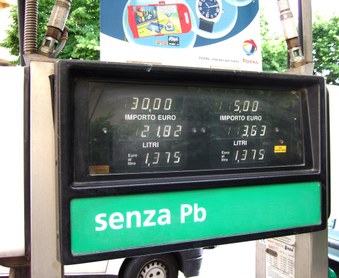 30,00
IMPORTO EURO
21.82
LITRI
Euro al litro 1,375
5,00
IMPORTO EURO
3.63
LITRI
Euro al litro 1,375
senza Pb